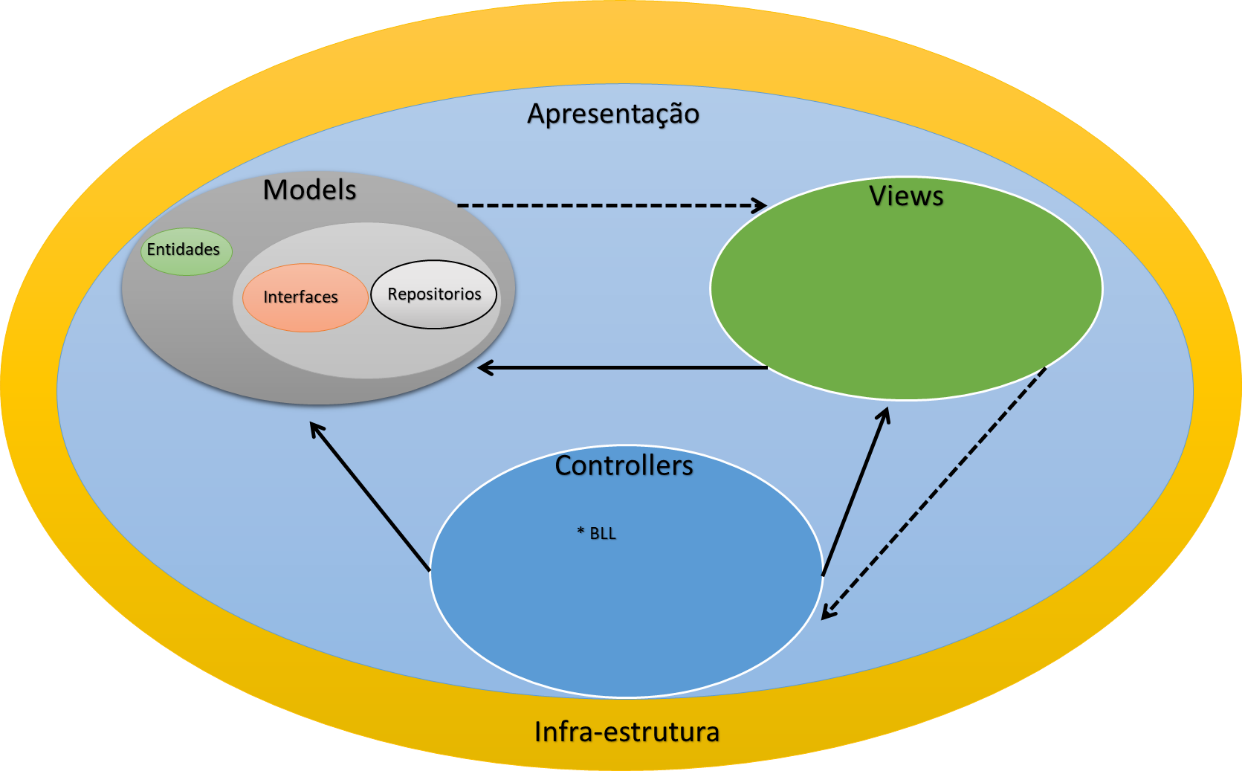 Apresentação
Models
Views
Entidades
Interfaces
Repositorios
Controllers
* BLL
Infra-estrutura